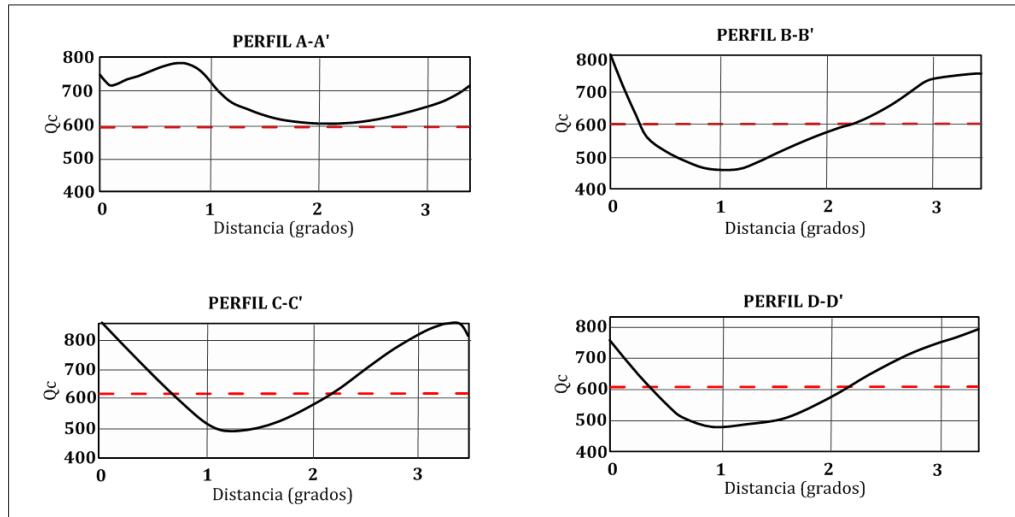 PERFIL A-A'
800
700
600
500
400
Qc
0 1 2 3
Distancia (grados)
PERFIL B-B'
800
700
600
500
400
Qc
0 1 2 3
Distancia (grados)
PERFIL C-C'
800
700
600
500
400
Qc
0 1 2 3
Distancia (grados)
PERFIL D-D'
800
700
600
500
400
Qc
0 1 2 3
Distancia (grados)